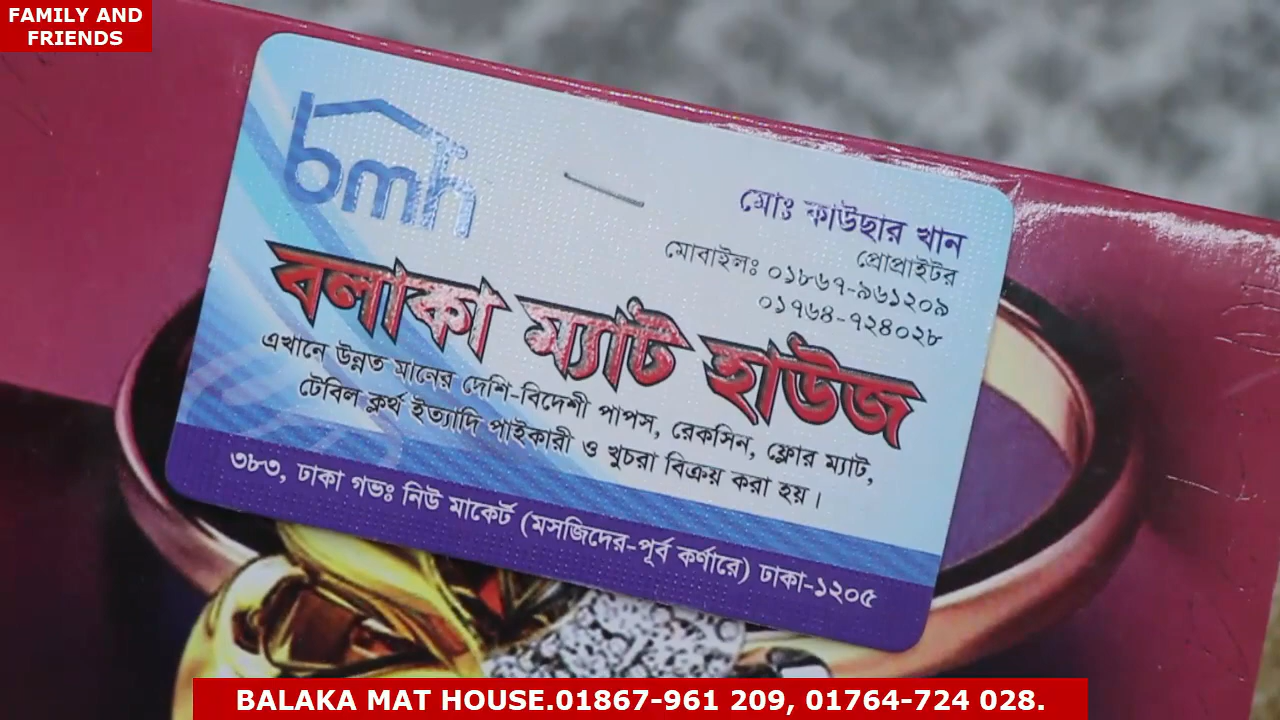 FAMILY AND
FRIENDS
bmh
মোঃ কাউছার খান
প্রোপ্রাইটর
মোবাইলঃ ০১৮৬৭-৯৬১২০৯
০১৭৬৪-৭২৪০২৮
বলাকা ম্যাট হাউজ
এখানে উন্নত মানের দেশি-বিদেশী পাপস, রেকসিন, ফ্লোর ম্যাট,
টেবিল ক্লথ ইত্যাদি পাইকারী ও খুচরা বিক্রয় করা হয়।
৩৮৩, ঢাকা গভঃ নিউ মার্কেট (মসজিদের-পূর্ব কর্ণারে) ঢাকা-১২০৫
BALAKA MAT HOUSE.01867-961 209, 01764-724 028.